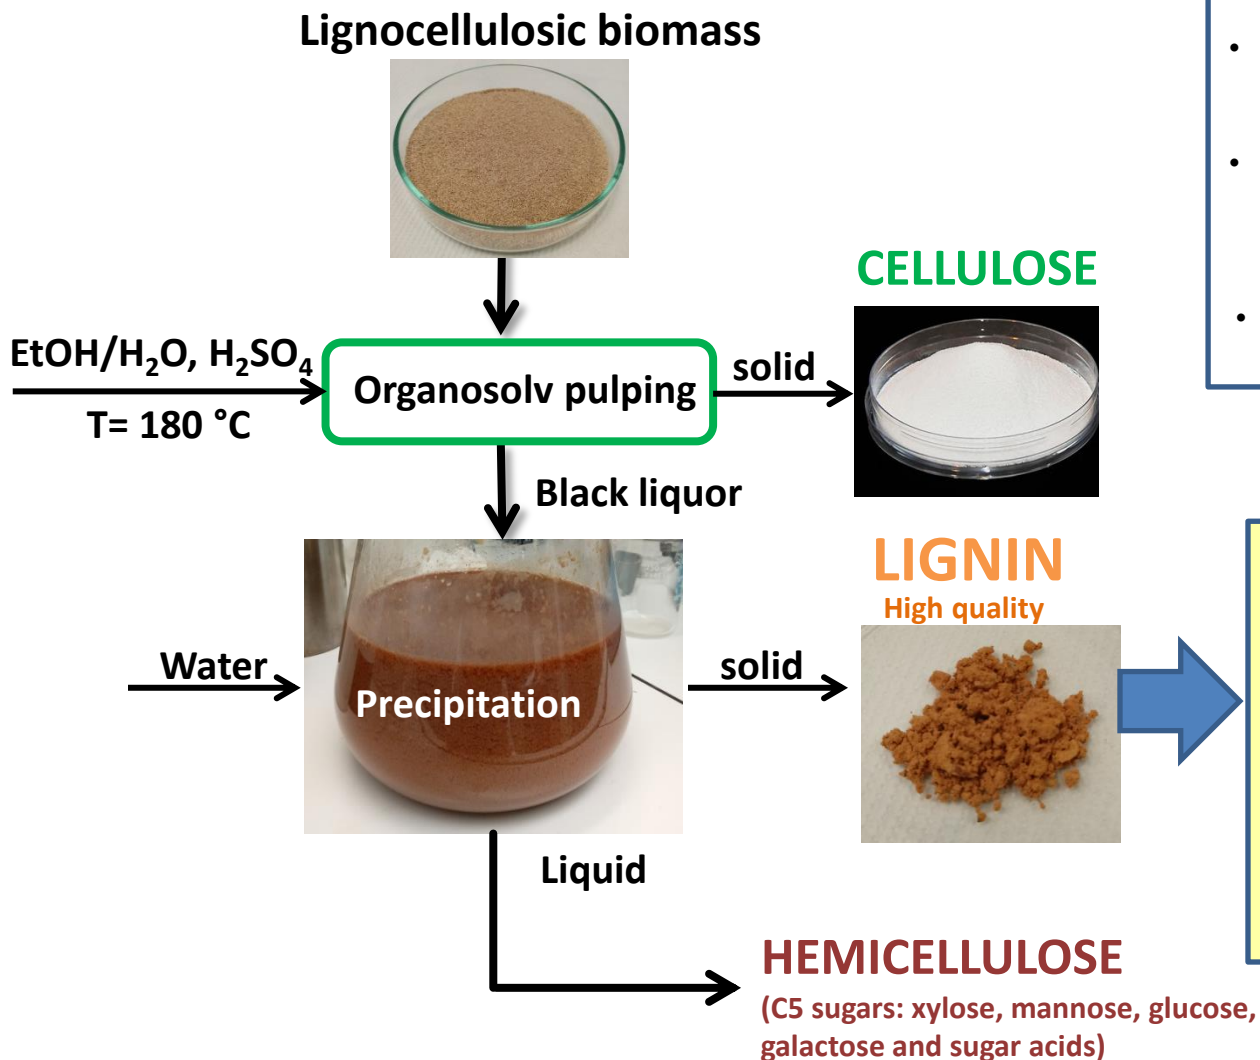 Lignocellulosic biomass
CELLULOSE
EtOH/H₂O, H₂SO₄
T= 180 °C
Organosolv pulping
solid
Black liquor
LIGNIN
High quality
Water
Precipitation
solid
Liquid
HEMICELLULOSE
(C5 sugars: xylose, mannose, glucose,
galactose and sugar acids)